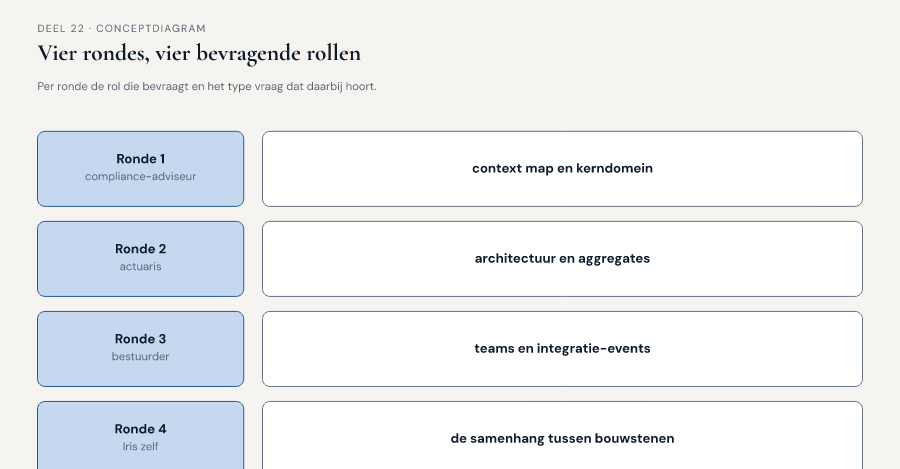 DEEL 22 · CONCEPTDIAGRAM
Vier rondes, vier bevragende rollen
Per ronde de rol die bevraagt en het type vraag dat daarbij hoort.
Ronde 1
compliance-adviseur
context map en kerndomein
Ronde 2
actuaris
architectuur en aggregates
Ronde 3
bestuurder
teams en integratie-events
Ronde 4
Iris zelf
de samenhang tussen bouwstenen